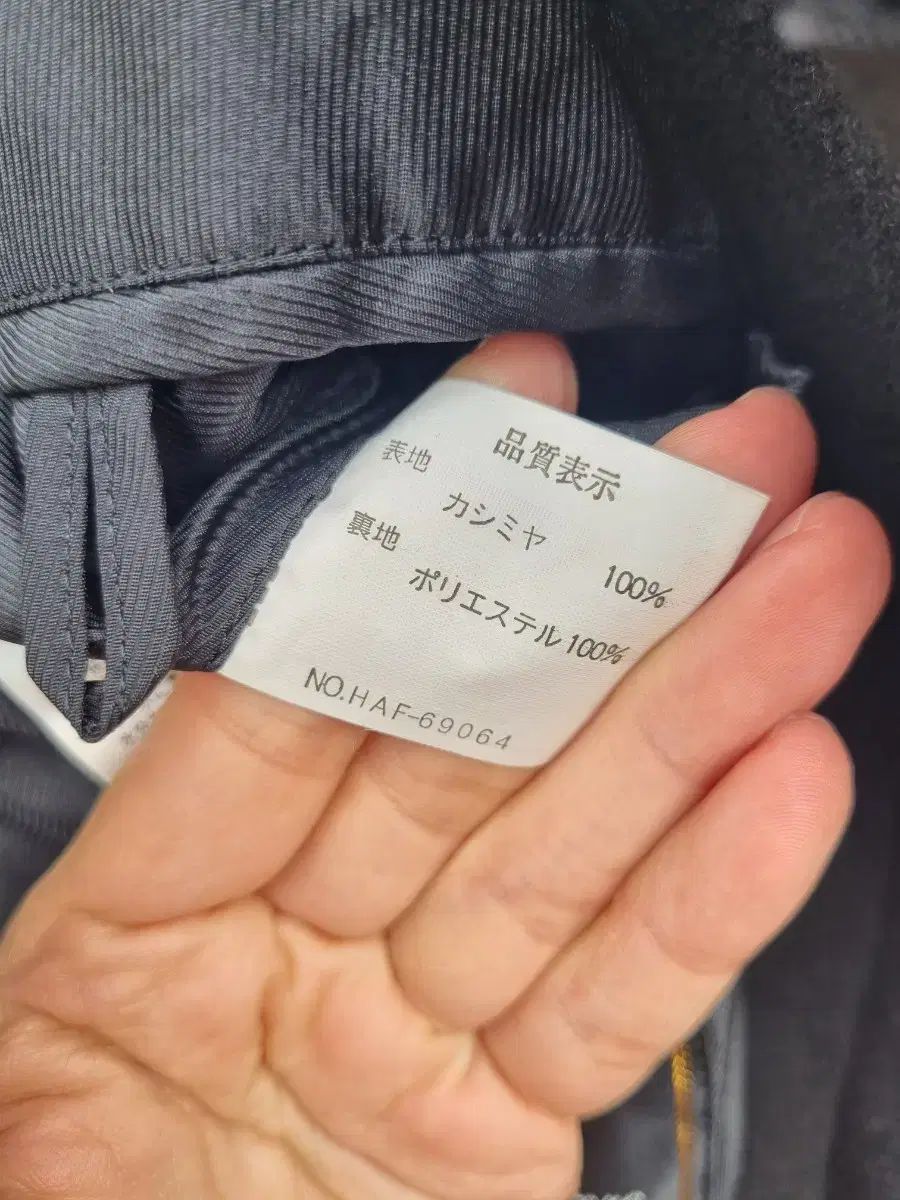 品質表示
表地
カシミヤ 100%
裏地
ポリエステル100%
NO.HAF-69064